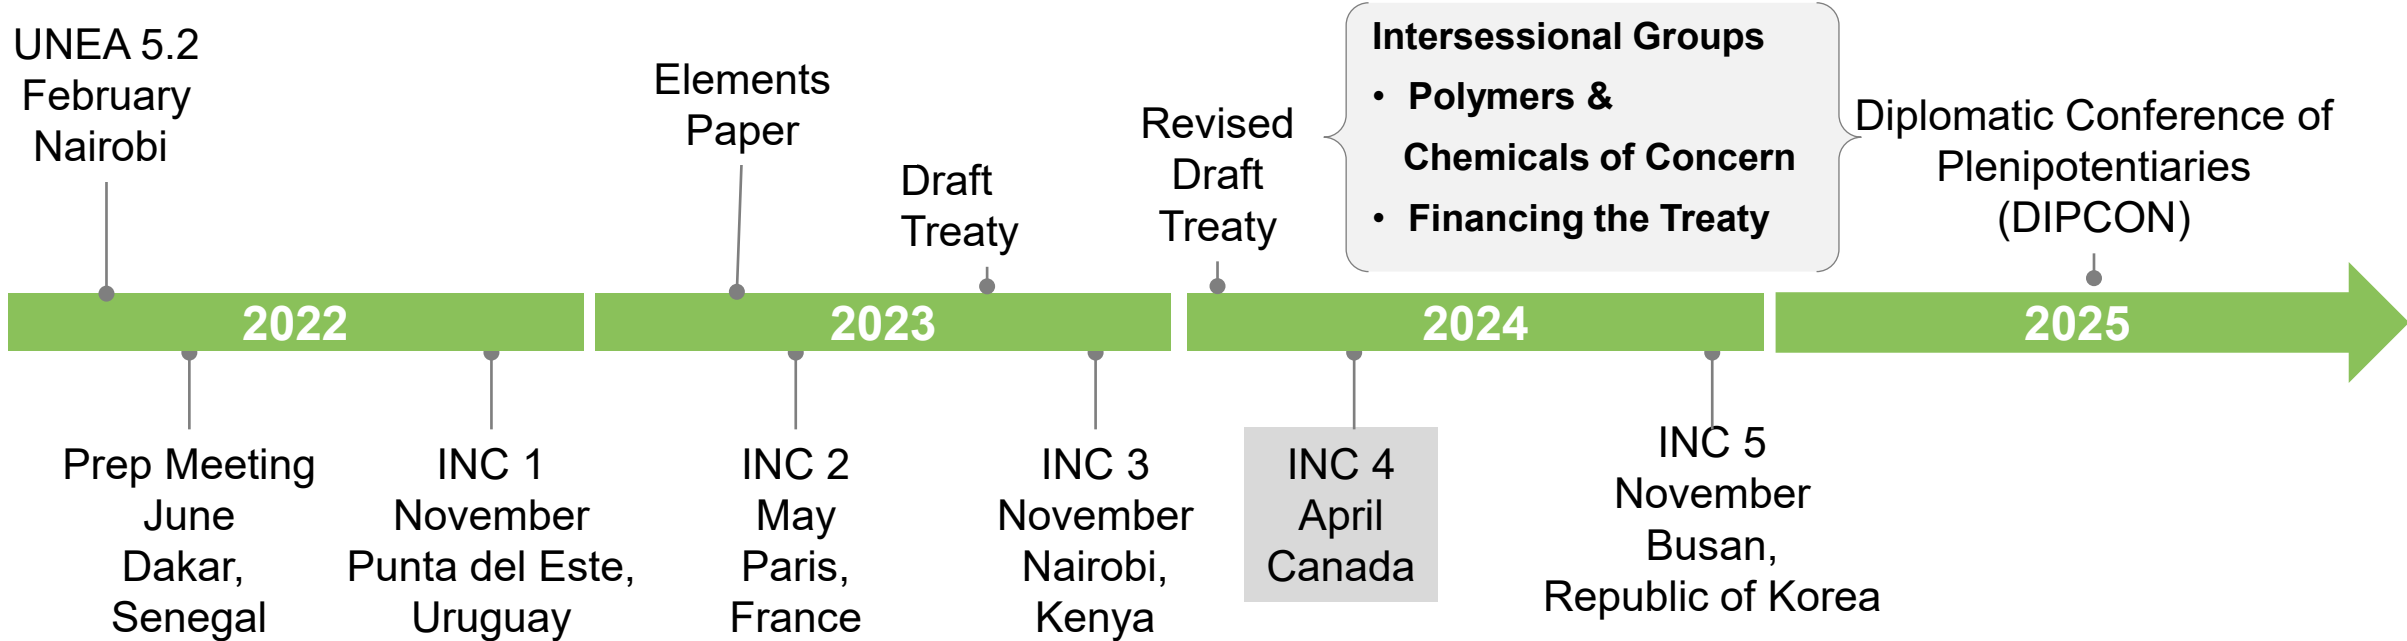 UNEA 5.2
February
Nairobi
Elements
Paper
Draft
Treaty
Revised
Draft
Treaty
Intersessional Groups
• Polymers &
Chemicals of Concern
• Financing the Treaty
Diplomatic Conference of
Plenipotentiaries
(DIPCON)
2022
2023
2024
2025
Prep Meeting
June
Dakar,
Senegal
INC 1
November
Punta del Este,
Uruguay
INC 2
May
Paris,
France
INC 3
November
Nairobi,
Kenya
INC 4
April
Canada
INC 5
November
Busan,
Republic of Korea